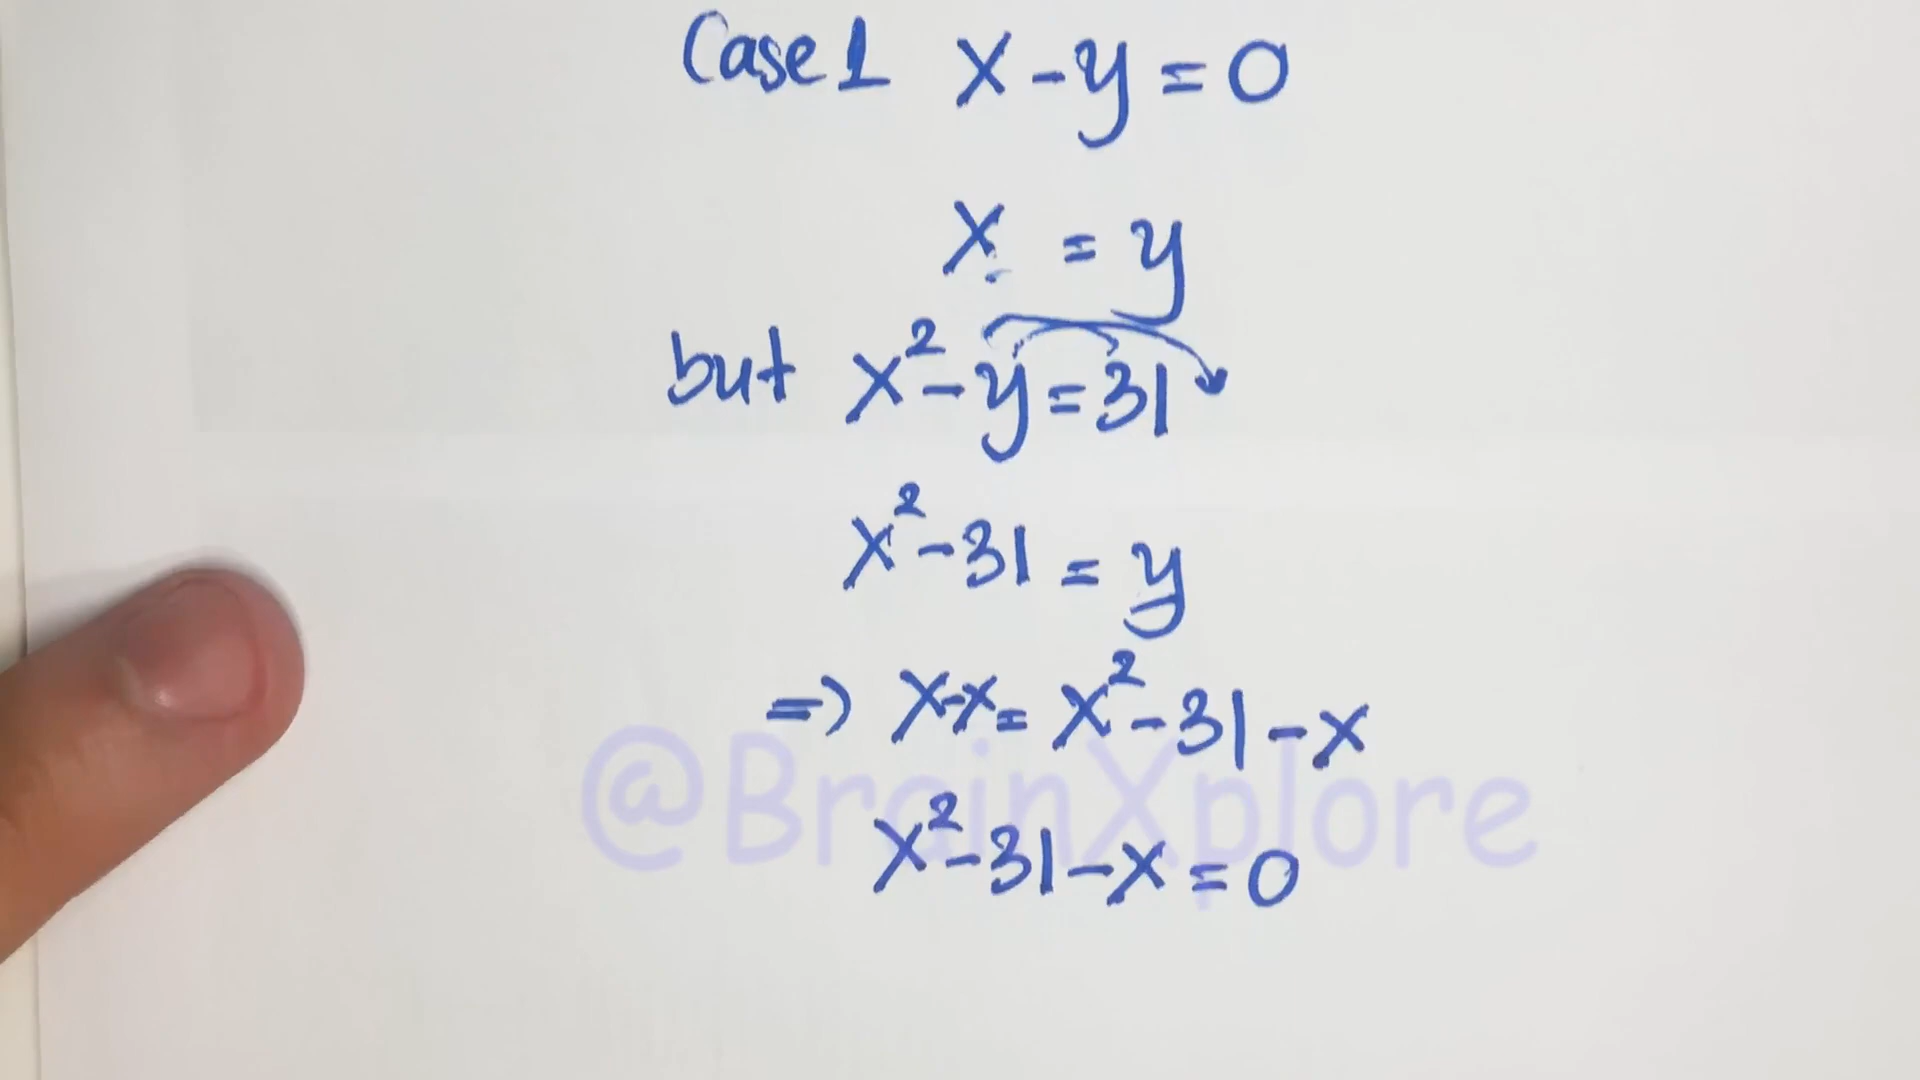 Case 1 x - y = 0
x = y
but x² - y = 31
x² - 31 = y
=> x-x = x² - 31 - x
@BrainXplore
x² - 31 - x = 0